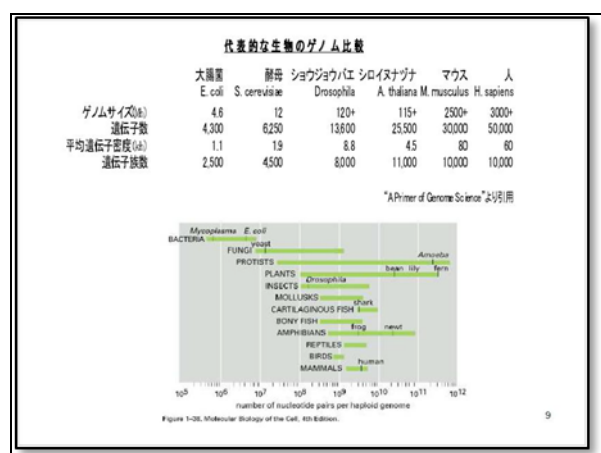 代表的な生物のゲノム比較
大腸菌 酵母 ショウジョウバエ シロイヌナヅナ マウス 人
E. coli S. cerevisiae Drosophila A. thaliana M. musculus H. sapiens
ゲノムサイズ(Mb) 4.6 12 120+ 115+ 2500+ 3000+
遺伝子数 4,300 6,250 13,600 25,500 30,000 50,000
平均遺伝子密度(kb) 1.1 1.9 8.8 4.5 80 60
遺伝子族数 2,500 4,500 8,000 11,000 10,000 10,000
"A Primer of Genome Science"より引用
Mycoplasma E. coli
BACTERIA
yeast
FUNGI
Amoeba
PROTISTS
bean lily fern
PLANTS
Drosophila
INSECTS
MOLLUSKS
shark
CARTILAGINOUS FISH
BONY FISH
frog newt
AMPHIBIANS
REPTILES
BIRDS
human
MAMMALS
10⁵ 10⁶ 10⁷ 10⁸ 10⁹ 10¹⁰ 10¹¹ 10¹²
number of nucleotide pairs per haploid genome
Figure 1–38. Molecular Biology of the Cell, 4th Edition.
9